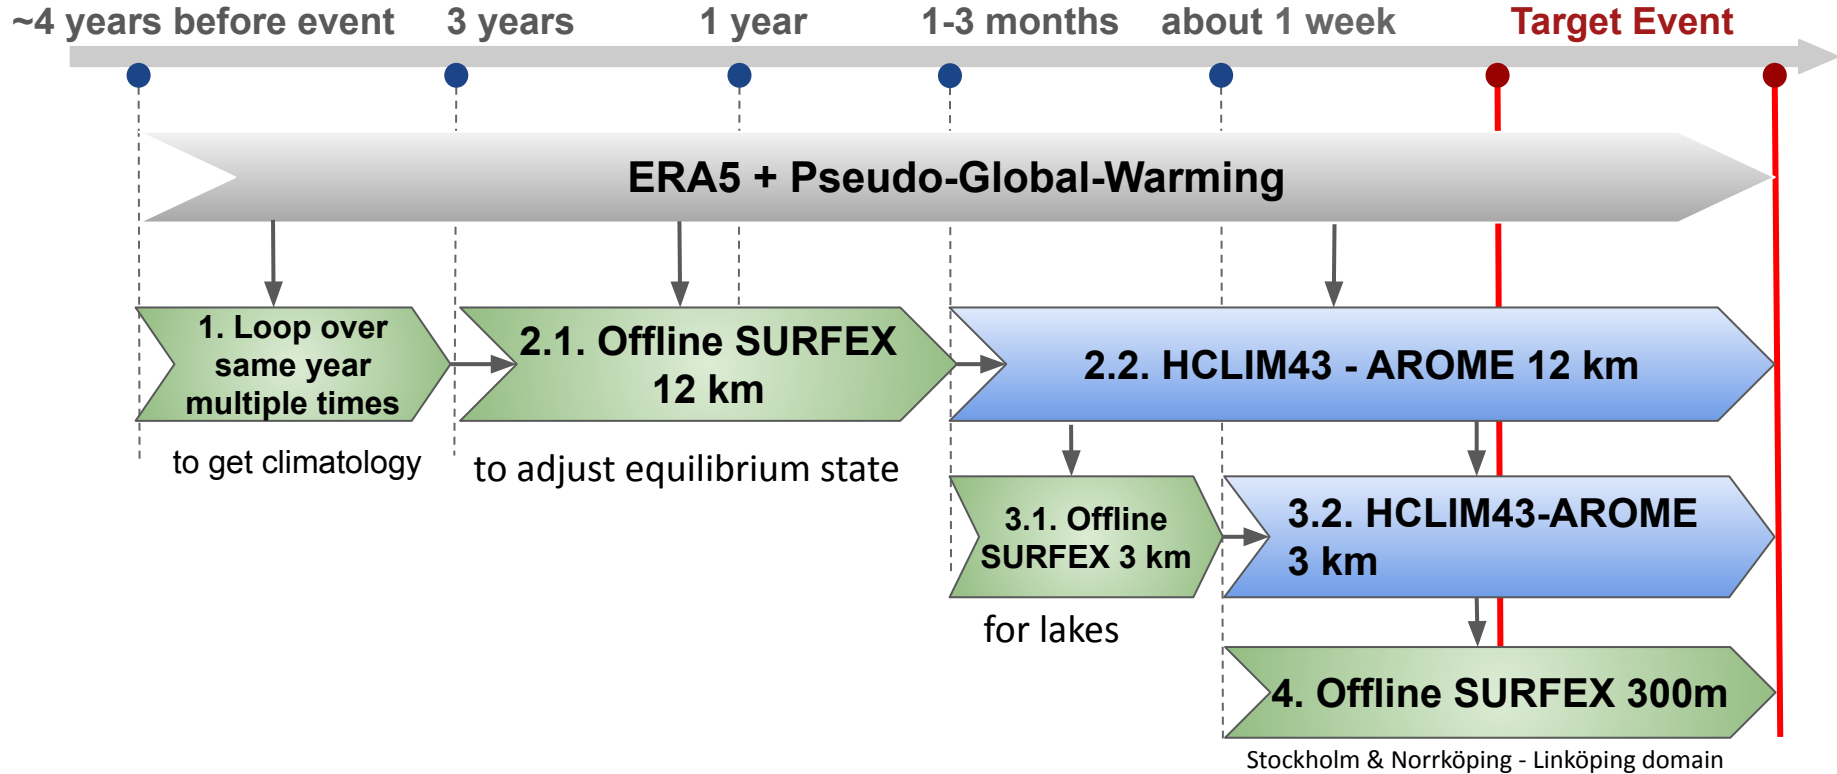 ~4 years before event 3 years 1 year 1-3 months about 1 week Target Event
ERA5 + Pseudo-Global-Warming
1. Loop over
same year
multiple times
to get climatology
2.1. Offline SURFEX
12 km
to adjust equilibrium state
2.2. HCLIM43 - AROME 12 km
3.1. Offline
SURFEX 3 km
for lakes
3.2. HCLIM43-AROME
3 km
4. Offline SURFEX 300m
Stockholm & Norrköping - Linköping domain